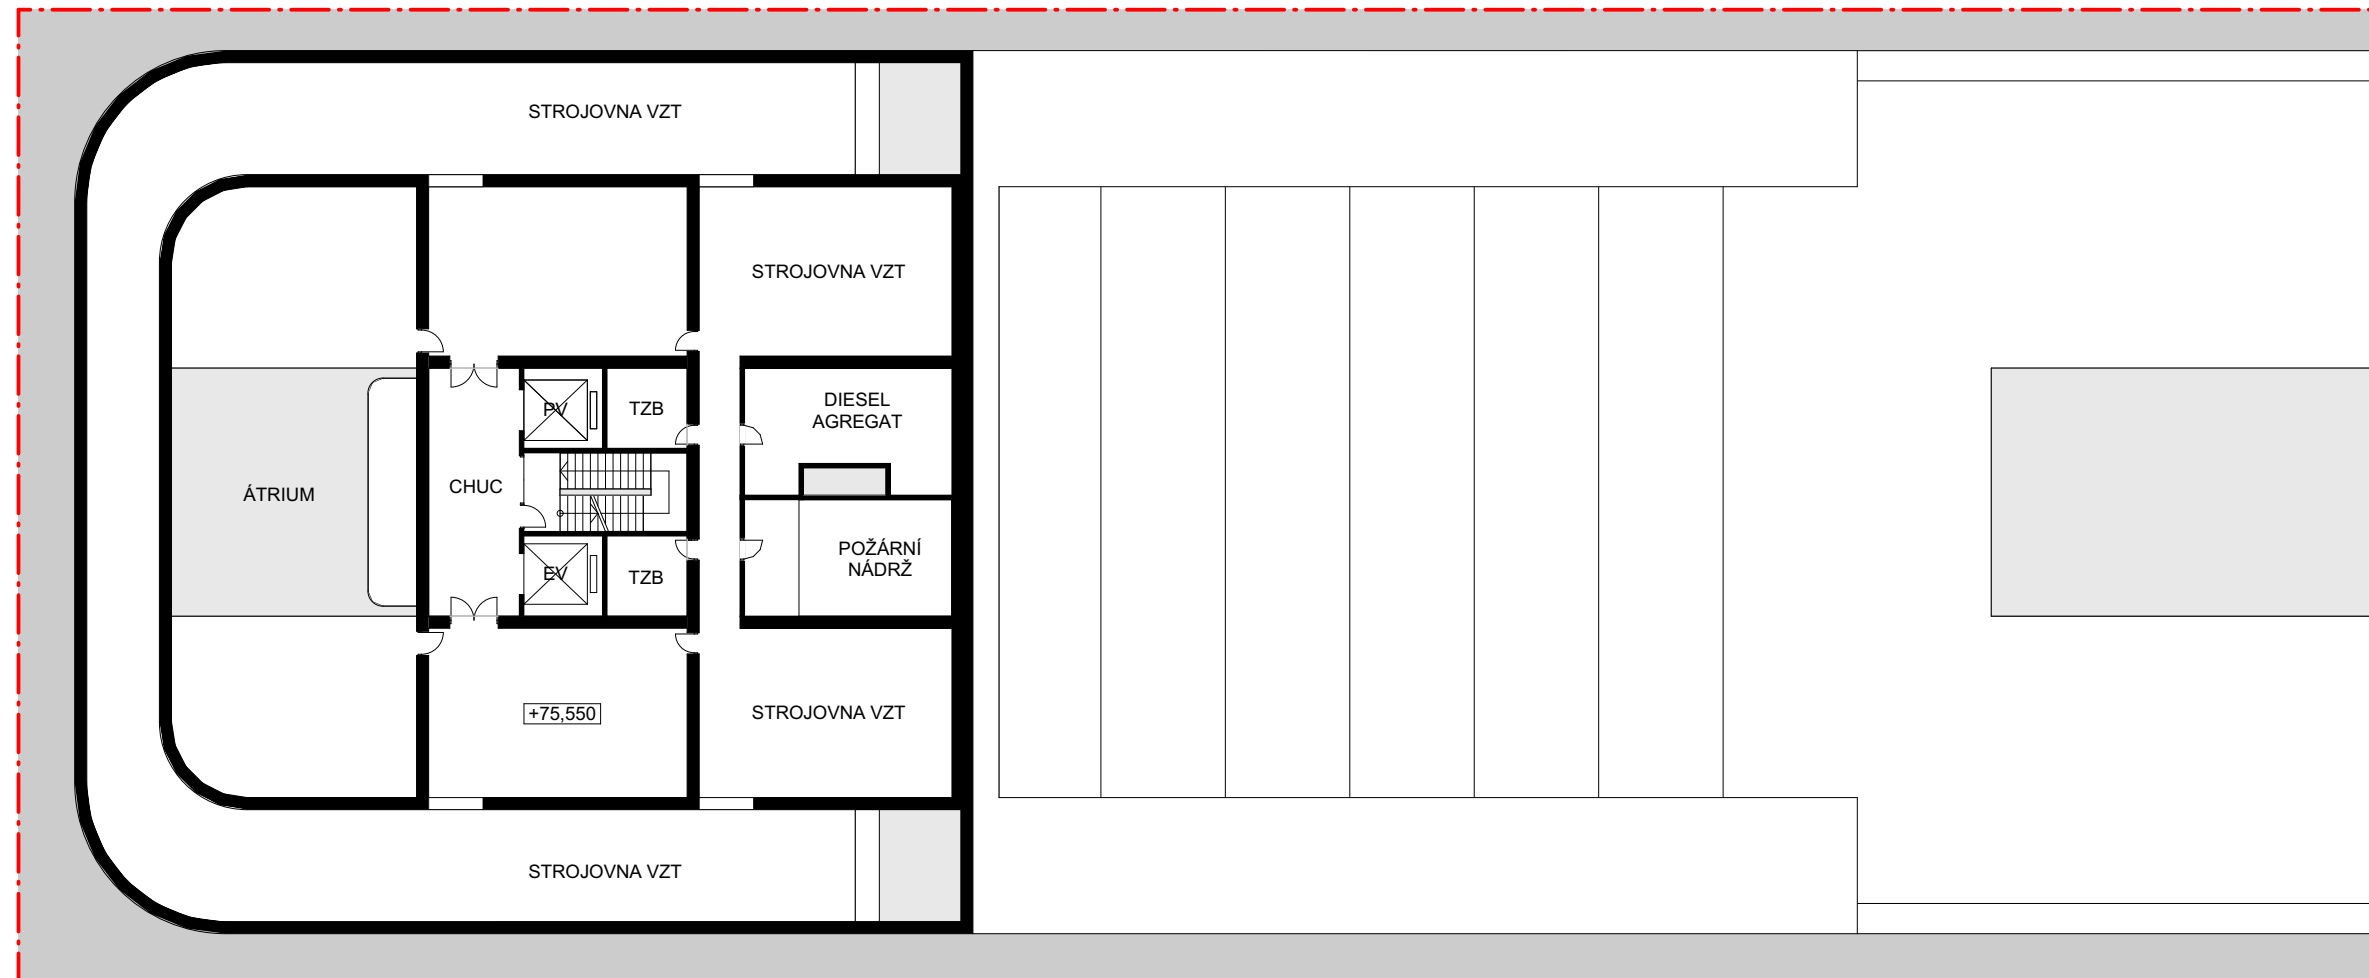 STROJOVNA VZT
STROJOVNA VZT
PV
TZB
DIESEL
AGREGAT
CHUC
ÁTRIUM
POŽÁRNÍ
NÁDRŽ
EV
TZB
+75,550
STROJOVNA VZT
STROJOVNA VZT